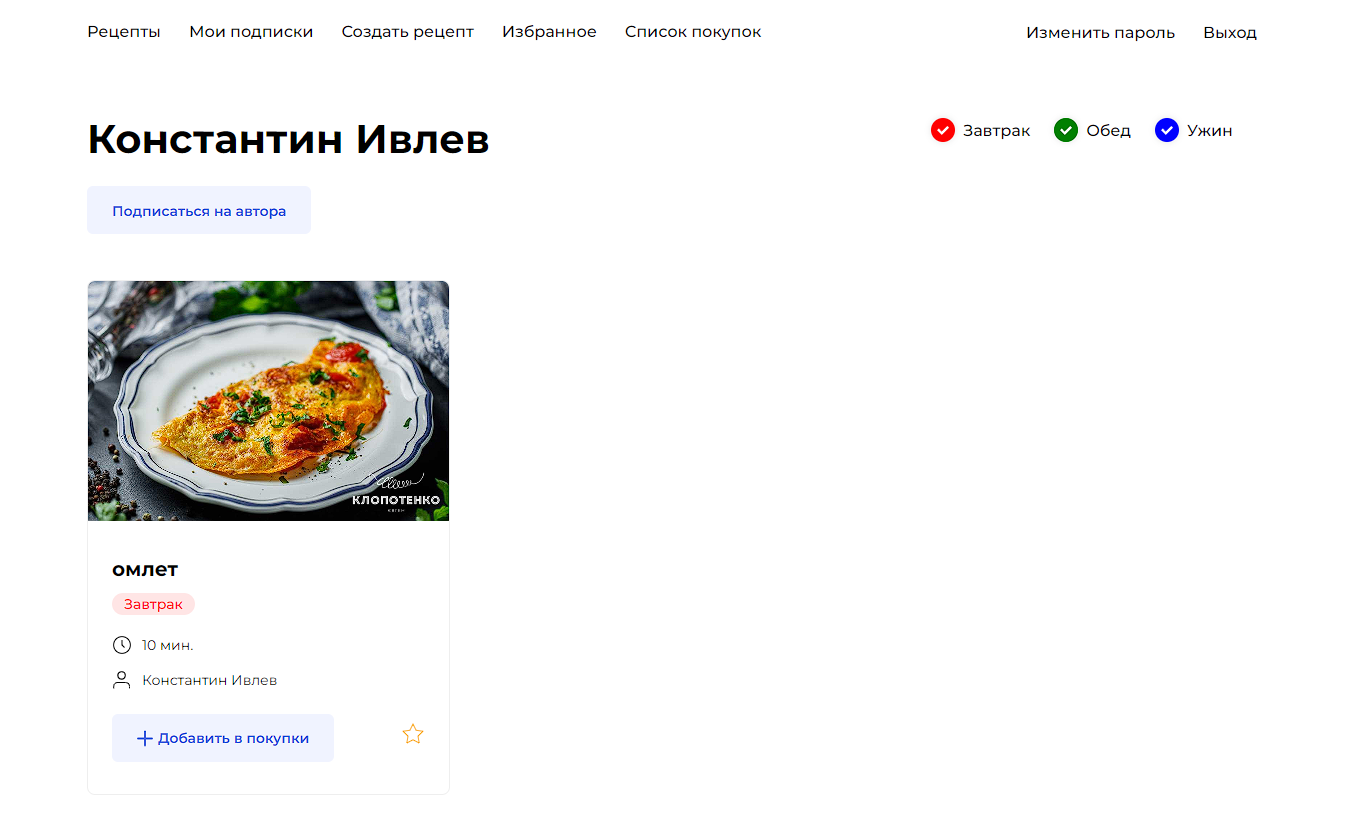 Рецепты Мои подписки Создать рецепт Избранное Список покупок Изменить пароль Выход
Константин Ивлев
Завтрак Обед Ужин
Подписаться на автора
КЛОПОТЕНКО
ЄВГЕН
омлет
Завтрак
10 мин.
Константин Ивлев
Добавить в покупки